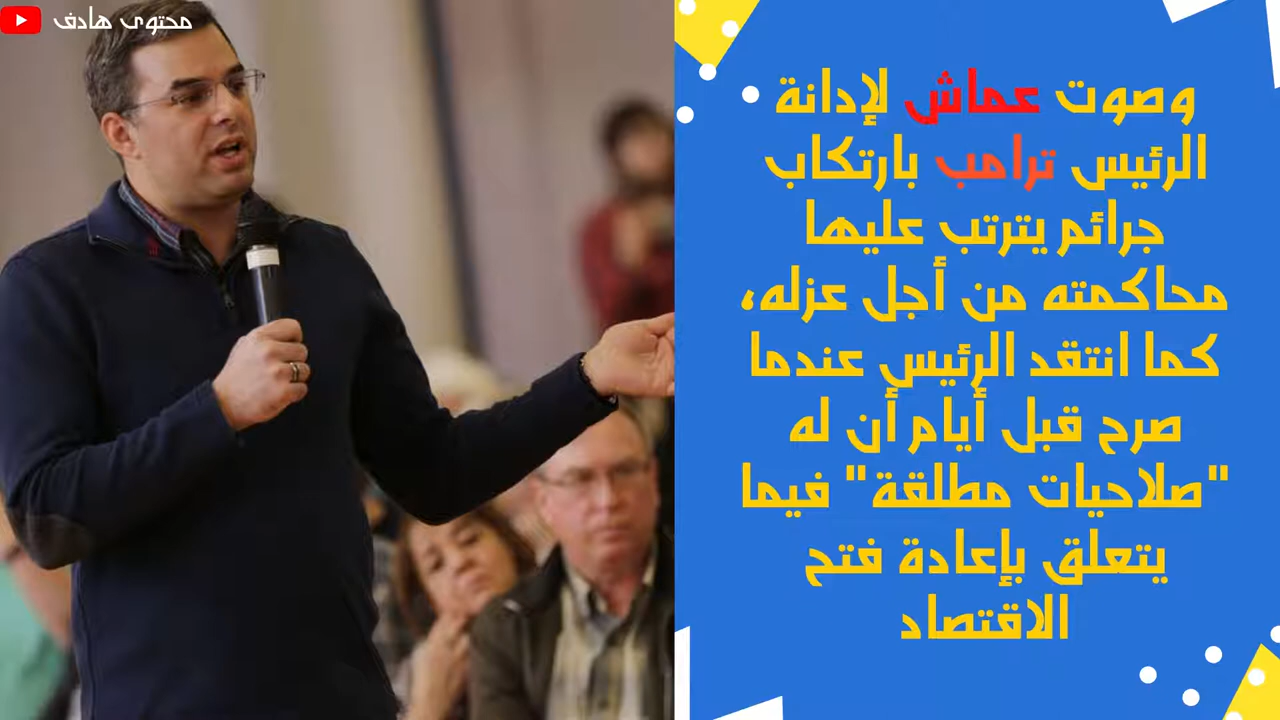 محتوى هادف
وصوت عماش لإدانة
الرئيس ترامب بارتكاب
جرائم يترتب عليها
محاكمته من أجل عزله،
كما انتقد الرئيس عندما
صرح قبل أيام أن له
"صلاحيات مطلقة" فيما
يتعلق بإعادة فتح
الاقتصاد